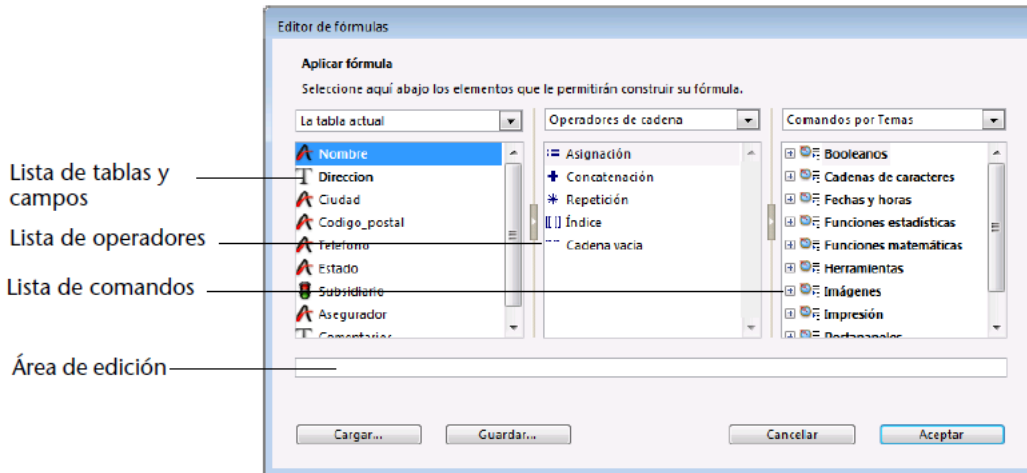 Editor de fórmulas
Aplicar fórmula
Seleccione aquí abajo los elementos que le permitirán construir su fórmula.
La tabla actual
Operadores de cadena
Comandos por Temas
Lista de tablas y
campos
Lista de operadores
Lista de comandos
Área de edición
Nombre
Direccion
Ciudad
Codigo_postal
Telefono
Estado
Subsidiario
Asegurador
Comentarios
:= Asignación
+ Concatenación
* Repetición
[[ ]] Índice
"" Cadena vacia
Booleanos
Cadenas de caracteres
Fechas y horas
Funciones estadísticas
Funciones matemáticas
Herramientas
Imágenes
Impresión
Portapapeles
Cargar...
Guardar...
Cancelar
Aceptar